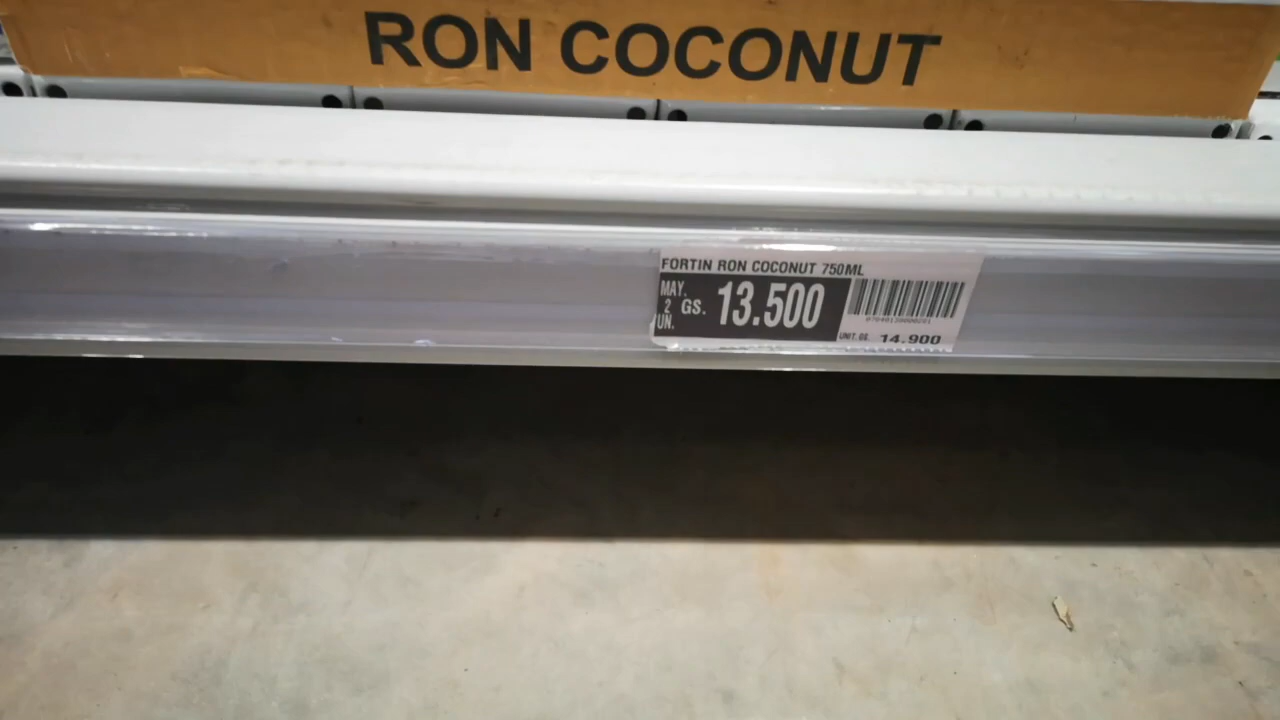 RON COCONUT
FORTIN RON COCONUT 750ML
MAY.
2
UN.
GS. 13.500
UNIT. GS. 14.900